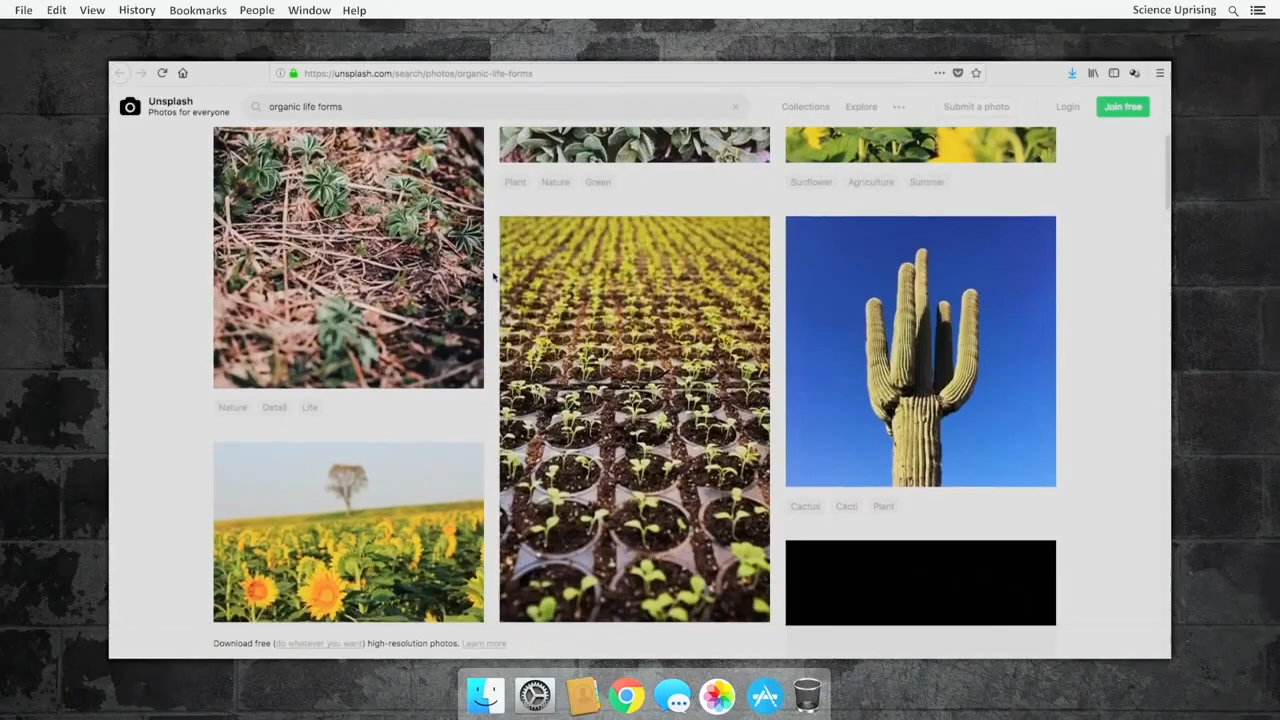 File Edit View History Bookmarks People Window Help Science Uprising
https://unsplash.com/search/photos/organic-life-forms
Unsplash
Photos for everyone
organic life forms
Collections Explore Submit a photo Login Join free
Plant Nature Green
Sunflower Agriculture Summer
Nature Detail Life
Cactus Cacti Plant
Download free (do whatever you want) high-resolution photos. Learn more